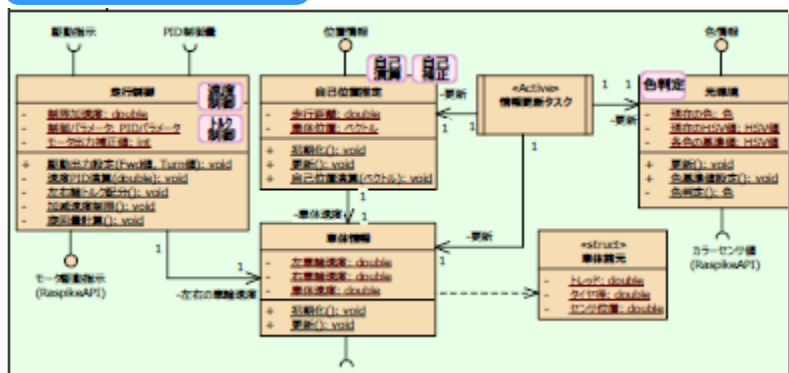 駆動指示
PID制御量
位置情報
色情報
走行制御
速度
制御
トルク
制御
- 制限加速度: double
- 制御パラメータ: PIDパラメータ
- モータ出力補正値: int
+ 駆動出力設定(Fwd値, Turn値): void
- 速度PID演算(double): void
- 左右輪トルク配分(): void
- 加減速度制限(): void
- 旋回量計算(): void
自己
演算
自己
補正
自己位置推定
- 走行距離: double
- 車体位置: ベクトル
+ 初期化(): void
+ 更新(): void
+ 自己位置演算(ベクトル): void
«Active»
情報更新タスク
-更新
1
1
1
1
1
-更新
色判定
光環境
- 現在の色: 色
- 現在のHSV値: HSV値
- 各色の基準値: HSV値
+ 更新(): void
+ 色基準値設定(): void
- 色判定():色
1
-車体速度
1
車体情報
- 左車輪速度: double
- 右車輪速度: double
- 車体速度: double
+ 初期化(): void
+ 更新(): void
-更新
1
1
1
-左右の車輪速度
モータ駆動指示
(RaspikeAPI)
«struct»
車体諸元
- トレッド: double
- タイヤ径: double
- センサ位置: double
カラーセンサ値
(RaspikeAPI)